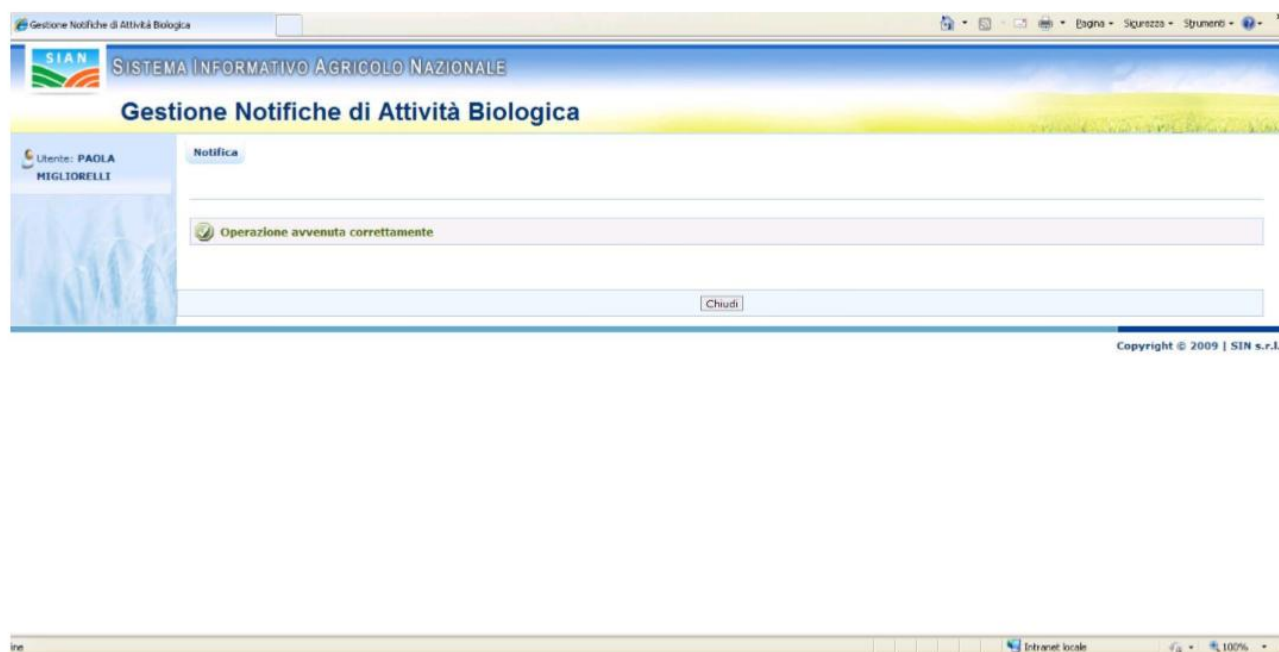 Gestione Notifiche di Attività Biologica
Pagina Sicurezza Strumenti
SIAN
SISTEMA INFORMATIVO AGRICOLO NAZIONALE
Gestione Notifiche di Attività Biologica
Utente: PAOLA
MIGLIORELLI
Notifica
Operazione avvenuta correttamente
Chiudi
Copyright © 2009 | SIN s.r.l.
ine
Intranet locale
100%